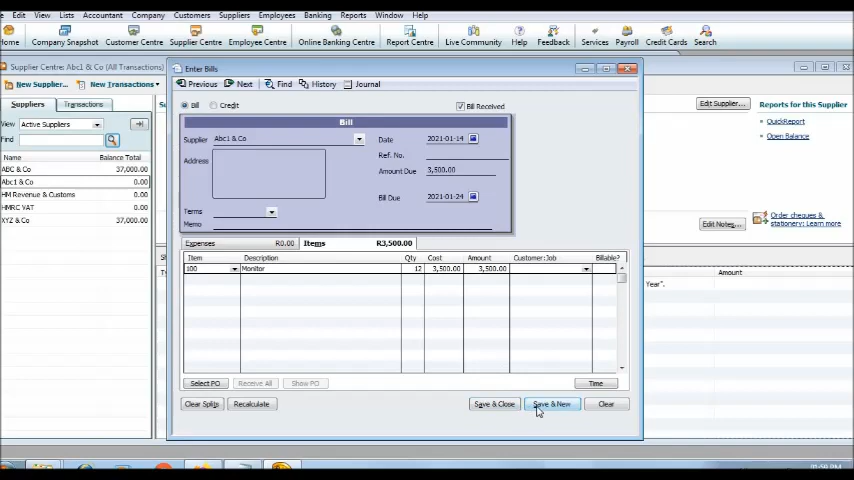 Edit View Lists Accountant Company Customers Suppliers Employees Banking Reports Window Help
Home Company Snapshot Customer Centre Supplier Centre Employee Centre Online Banking Centre Report Centre Live Community Help Feedback Services Payroll Credit Cards Search
Supplier Centre: Abc1 & Co (All Transactions)
New Supplier... New Transactions
Suppliers Transactions
View Active Suppliers
Find
Name Balance Total
ABC & Co 37,000.00
Abc1 & Co 0.00
HM Revenue & Customs 0.00
HMRC VAT 0.00
XYZ & Co 37,000.00
Enter Bills
Previous Next Find History Journal
Bill Credit Bill Received
Bill
Supplier Abc1 & Co Date 2021-01-14
Address Ref. No.
Amount Due 3,500.00
Bill Due 2021-01-24
Terms
Memo
Expenses R0.00 Items R3,500.00
Item Description Qty Cost Amount Customer:Job Billable?
100 Monitor 12 3,500.00 3,500.00
Select PO Receive All Show PO Time
Clear Splits Recalculate Save & Close Save & New Clear
Edit Supplier... Reports for this Supplier
QuickReport
Open Balance
Edit Notes... Order cheques &
stationery: Learn more
Amount
Year".
01:59 PM